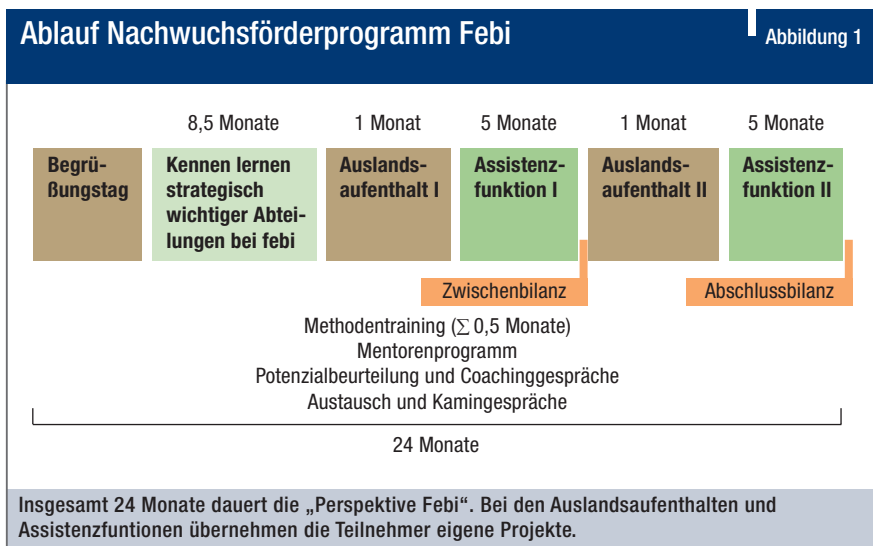 Ablauf Nachwuchsförderprogramm Febi
Abbildung 1
8,5 Monate
1 Monat
5 Monate
1 Monat
5 Monate
Begrü-
ßungstag
Kennen lernen
strategisch
wichtiger Abtei-
lungen bei febi
Auslands-
aufenthalt I
Assistenz-
funktion I
Auslands-
aufenthalt II
Assistenz-
funktion II
Zwischenbilanz
Abschlussbilanz
Methodentraining (∑ 0,5 Monate)
Mentorenprogramm
Potenzialbeurteilung und Coachinggespräche
Austausch und Kamingespräche
24 Monate
Insgesamt 24 Monate dauert die „Perspektive Febi“. Bei den Auslandsaufenthalten und
Assistenzfuntionen übernehmen die Teilnehmer eigene Projekte.